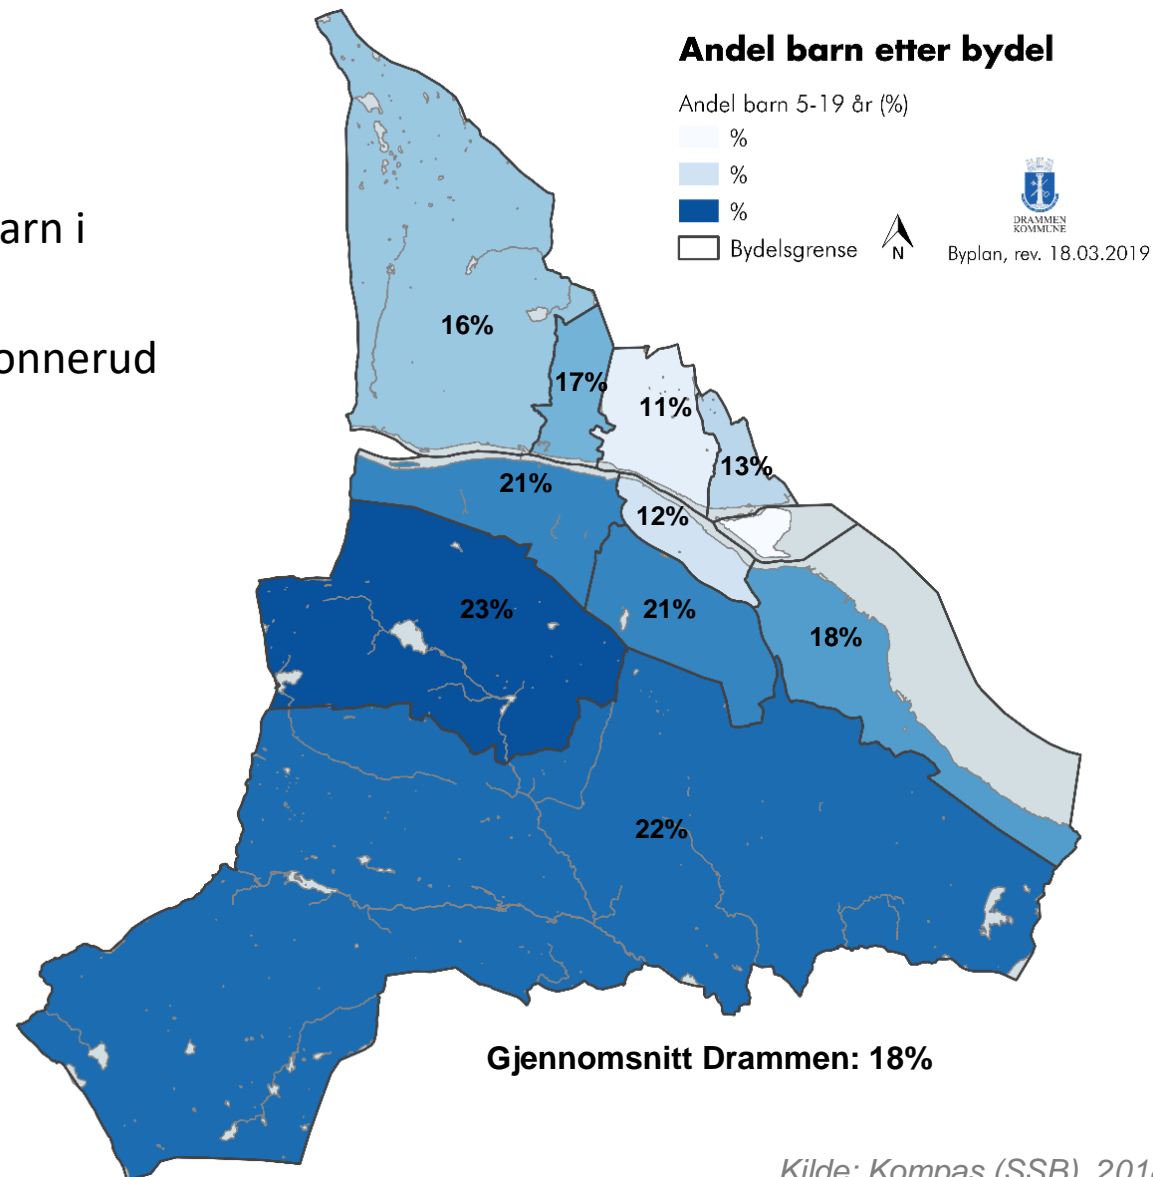 Andel barn etter bydel
Andel barn 5-19 år (%)
%
%
%
Bydelsgrense
N
DRAMMEN
KOMMUNE
Byplan, rev. 18.03.2019
arn i
onnerud
16%
17%
11%
13%
21%
12%
23%
21%
18%
22%
Gjennomsnitt Drammen: 18%
Kilde: Kompas (SSB), 201